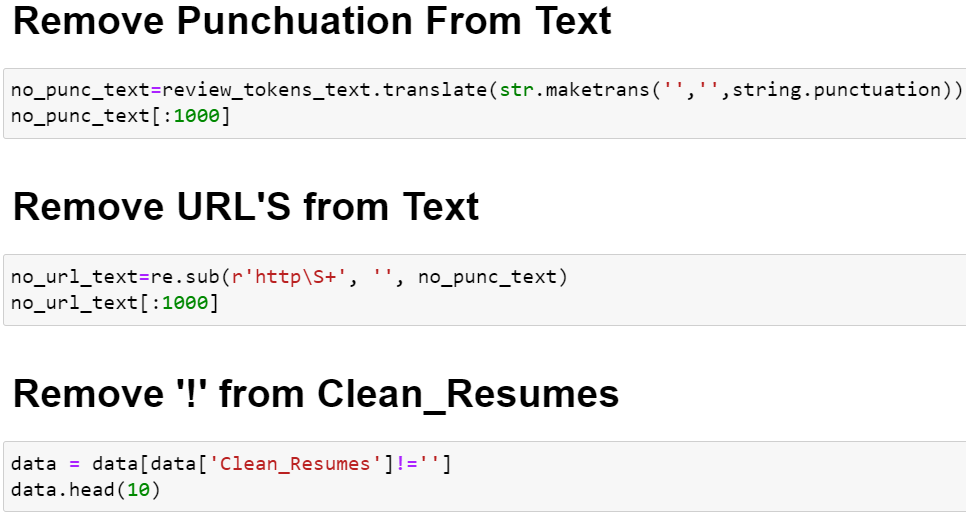 Remove Punchuation From Text
no_punc_text=review_tokens_text.translate(str.maketrans('','',string.punctuation))
no_punc_text[:1000]
Remove URL'S from Text
no_url_text=re.sub(r'http\S+', '', no_punc_text)
no_url_text[:1000]
Remove '!' from Clean_Resumes
data = data[data['Clean_Resumes']!='']
data.head(10)